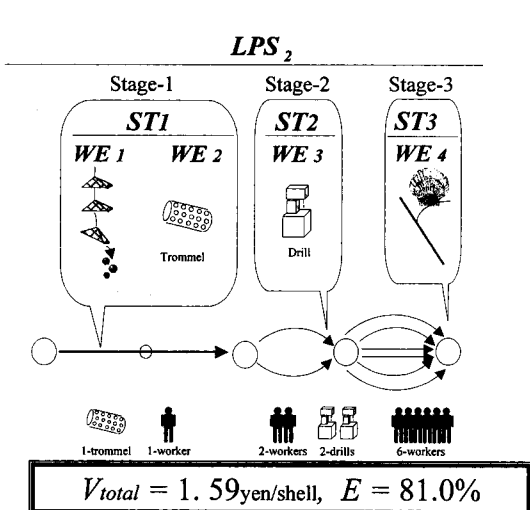 LPS 2
Stage-1 Stage-2 Stage-3
ST1 ST2 ST3
WE 1 WE 2 WE 3 WE 4
Trommel Drill
1-trommel 1-worker 2-workers 2-drills 6-workers
Vtotal = 1. 59yen/shell, E = 81.0%